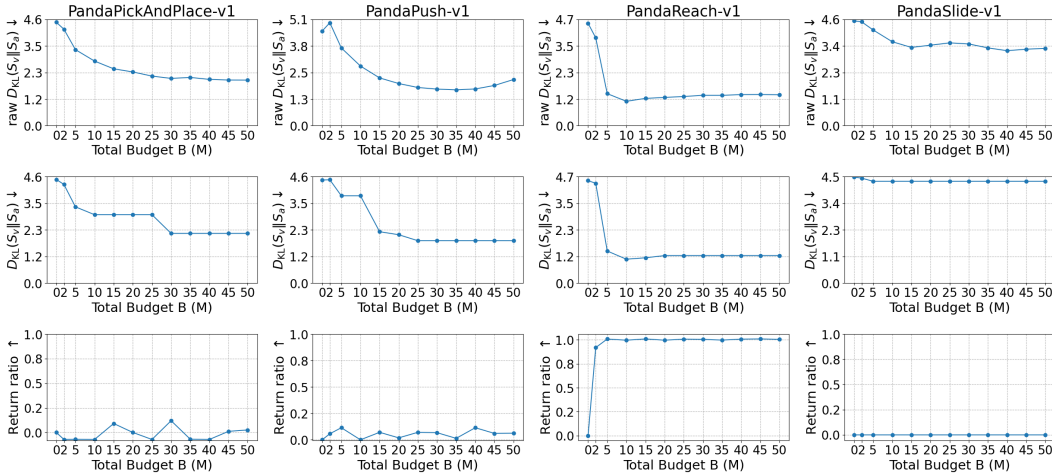 PandaPickAndPlace-v1 PandaPush-v1 PandaReach-v1 PandaSlide-v1
raw D_KL(S_v‖S_a) ↓ 4.6 3.5 2.3 1.2 0.0
02 5 10 15 20 25 30 35 40 45 50
Total Budget B (M)
raw D_KL(S_v‖S_a) ↓ 5.1 3.8 2.5 1.3 0.0
02 5 10 15 20 25 30 35 40 45 50
Total Budget B (M)
raw D_KL(S_v‖S_a) ↓ 4.7 3.5 2.3 1.2 0.0
02 5 10 15 20 25 30 35 40 45 50
Total Budget B (M)
raw D_KL(S_v‖S_a) ↓ 4.6 3.4 2.3 1.1 0.0
02 5 10 15 20 25 30 35 40 45 50
Total Budget B (M)
D_KL(S_v‖S_a) ↓ 4.6 3.5 2.3 1.2 0.0
02 5 10 15 20 25 30 35 40 45 50
Total Budget B (M)
D_KL(S_v‖S_a) ↓ 4.6 3.5 2.3 1.2 0.0
02 5 10 15 20 25 30 35 40 45 50
Total Budget B (M)
D_KL(S_v‖S_a) ↓ 4.6 3.5 2.3 1.2 0.0
02 5 10 15 20 25 30 35 40 45 50
Total Budget B (M)
D_KL(S_v‖S_a) ↓ 4.5 3.4 2.3 1.1 0.0
02 5 10 15 20 25 30 35 40 45 50
Total Budget B (M)
Return ratio ↑ 1.0 0.8 0.5 0.2 0.0
02 5 10 15 20 25 30 35 40 45 50
Total Budget B (M)
Return ratio ↑ 1.0 0.8 0.5 0.2 0.0
02 5 10 15 20 25 30 35 40 45 50
Total Budget B (M)
Return ratio ↑ 1.0 0.8 0.5 0.2 0.0
02 5 10 15 20 25 30 35 40 45 50
Total Budget B (M)
Return ratio ↑ 1.0 0.8 0.5 0.2 0.0
02 5 10 15 20 25 30 35 40 45 50
Total Budget B (M)